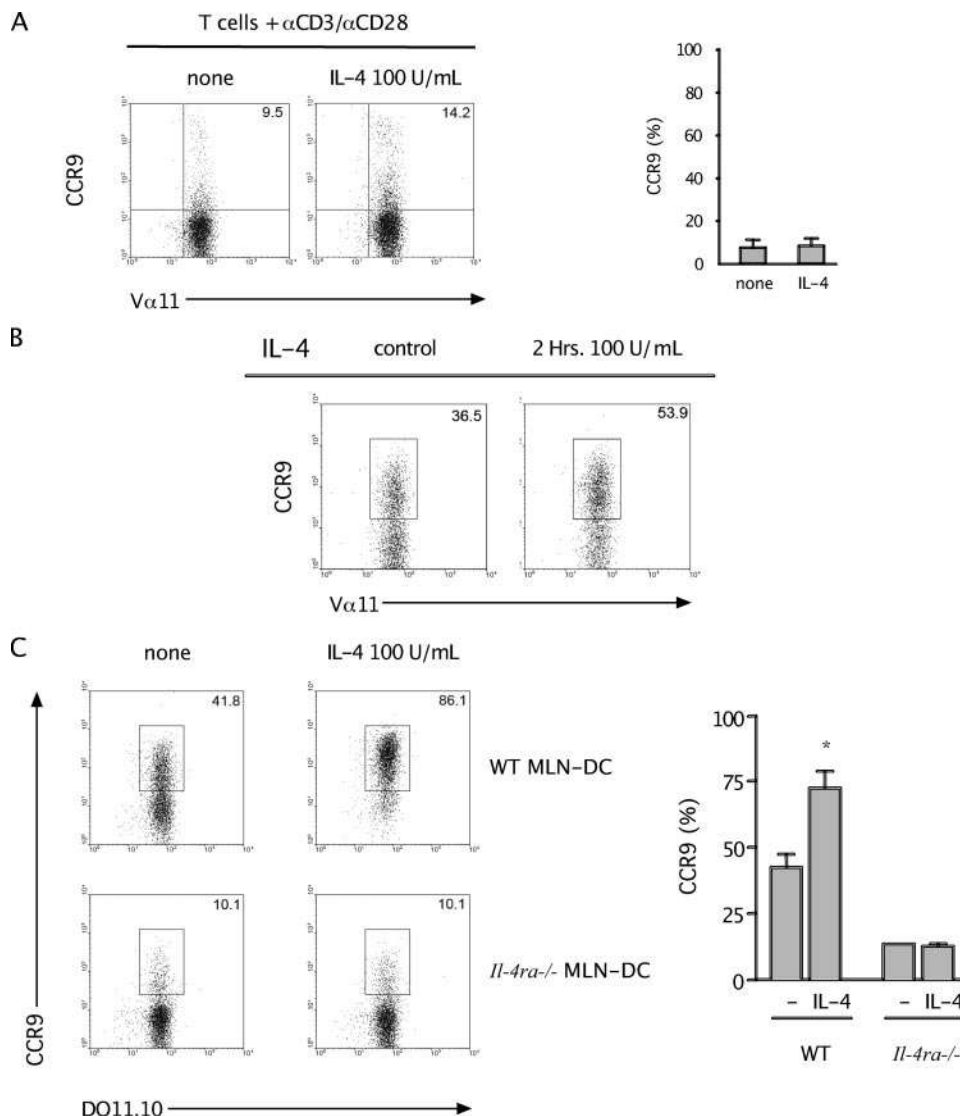 A
T cells +αCD3/αCD28
none IL-4 100 U/mL
9.5 14.2
CCR9
Vα11
100
80
60
40
20
0
CCR9 (%)
none IL-4
B
IL-4 control 2 Hrs. 100 U/mL
36.5 53.9
CCR9
Vα11
C
none IL-4 100 U/mL
41.8 86.1
WT MLN-DC
10.1 10.1
Il-4ra-/- MLN-DC
CCR9
DO11.10
100
75
50
25
0
CCR9 (%)
*
- IL-4 - IL-4
WT Il-4ra-/-